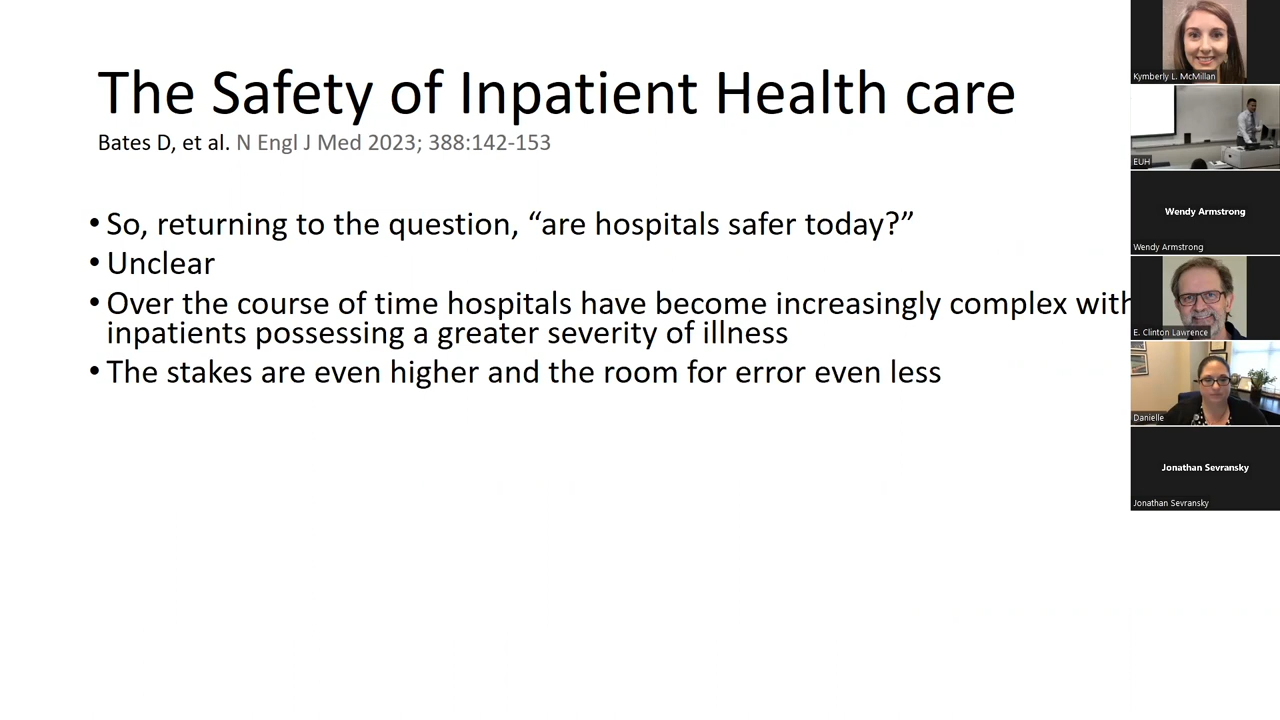 The Safety of Inpatient Health care
Bates D, et al. N Engl J Med 2023; 388:142-153
• So, returning to the question, “are hospitals safer today?”
• Unclear
• Over the course of time hospitals have become increasingly complex with
inpatients possessing a greater severity of illness
• The stakes are even higher and the room for error even less
Kymberly L. McMillan
EUH
Wendy Armstrong
Wendy Armstrong
E. Clinton Lawrence
Danielle
Jonathan Sevransky
Jonathan Sevransky